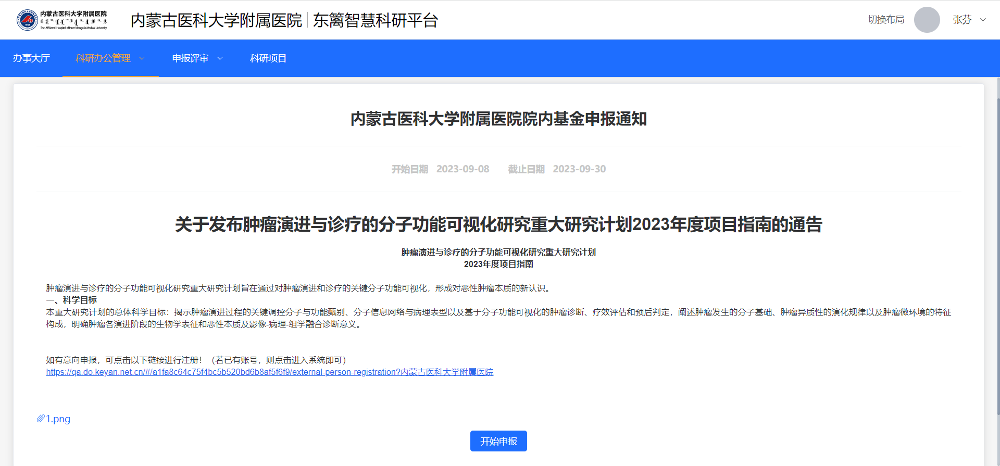 内蒙古医科大学附属医院
The Affiliated Hospital of Inner Mongolia Medical University
内蒙古医科大学附属医院 | 东篱智慧科研平台
切换布局
张芬
办事大厅
科研办公管理
申报评审
科研项目
内蒙古医科大学附属医院院内基金申报通知
开始日期 2023-09-08 截止日期 2023-09-30
关于发布肿瘤演进与诊疗的分子功能可视化研究重大研究计划2023年度项目指南的通告
肿瘤演进与诊疗的分子功能可视化研究重大研究计划
2023年度项目指南
肿瘤演进与诊疗的分子功能可视化研究重大研究计划旨在通过对肿瘤演进和诊疗的关键分子功能可视化，形成对恶性肿瘤本质的新认识。
一、科学目标
本重大研究计划的总体科学目标：揭示肿瘤演进过程的关键调控分子与功能甄别、分子信息网络与病理表型以及基于分子功能可视化的肿瘤诊断、疗效评估和预后判定，阐述肿瘤发生的分子基础、肿瘤异质性的演化规律以及肿瘤微环境的特征
构成，明确肿瘤各演进阶段的生物学表征和恶性本质及影像-病理-组学融合诊断意义。
如有意向申报，可点击以下链接进行注册！（若已有账号，则点击进入系统即可）
https://qa.do.keyan.net.cn/#/a1fa8c64c75f4bc5b520bd6b8af5f6f9/external-person-registration?内蒙古医科大学附属医院
1.png
开始申报